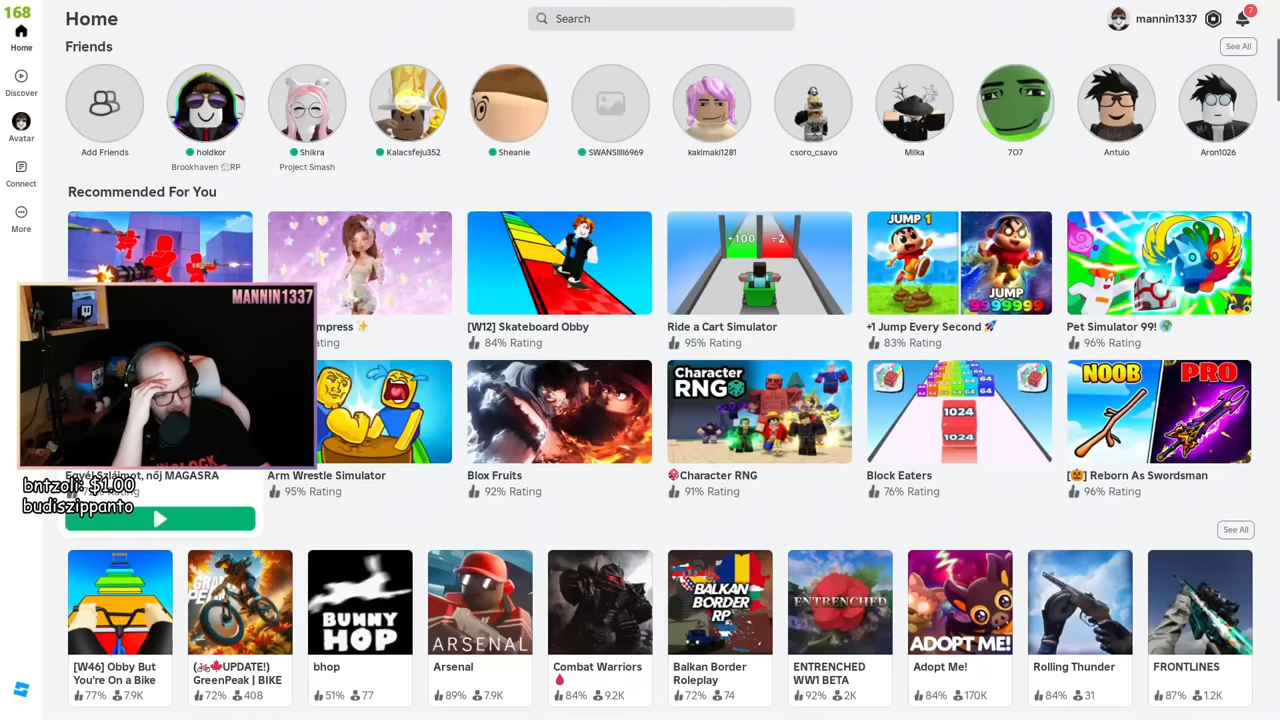 168
Home
Search
mannin1337
7
Home
Discover
Avatar
Connect
More
Friends
See All
Add Friends
holdkor
Brookhaven RP
Shikra
Project Smash
Kalacsfeju352
Sheanie
SWANSIIII6969
kakimaki1281
csoro_csavo
Milka
7O7
Antuio
Aron1026
Recommended For You
+100
÷2
JUMP 1
JUMP
9999999
[W12] Skateboard Obby
84% Rating
Ride a Cart Simulator
95% Rating
+1 Jump Every Second 🚀
83% Rating
Pet Simulator 99! 🌍
96% Rating
MANNIN1337
Character
RNG
64
64
1024
1024
NOOB
PRO
MAGASRA
Arm Wrestle Simulator
95% Rating
Blox Fruits
92% Rating
Character RNG
91% Rating
Block Eaters
76% Rating
[🎃] Reborn As Swordsman
96% Rating
bntzoli: $1.00
budiszippanto
See All
BUNNY
HOP
ARSENAL
BALKAN
BORDER
RP
ENTRENCHED
ADOPT ME!
[W46] Obby But
You're On a Bike
77% 7.9K
(🚲🍁UPDATE!)
GreenPeak | BIKE
72% 408
bhop
51% 77
Arsenal
89% 7.9K
Combat Warriors
🩸
84% 9.2K
Balkan Border
Roleplay
72% 74
ENTRENCHED
WW1 BETA
92% 2K
Adopt Me!
84% 170K
Rolling Thunder
84% 31
FRONTLINES
87% 1.2K